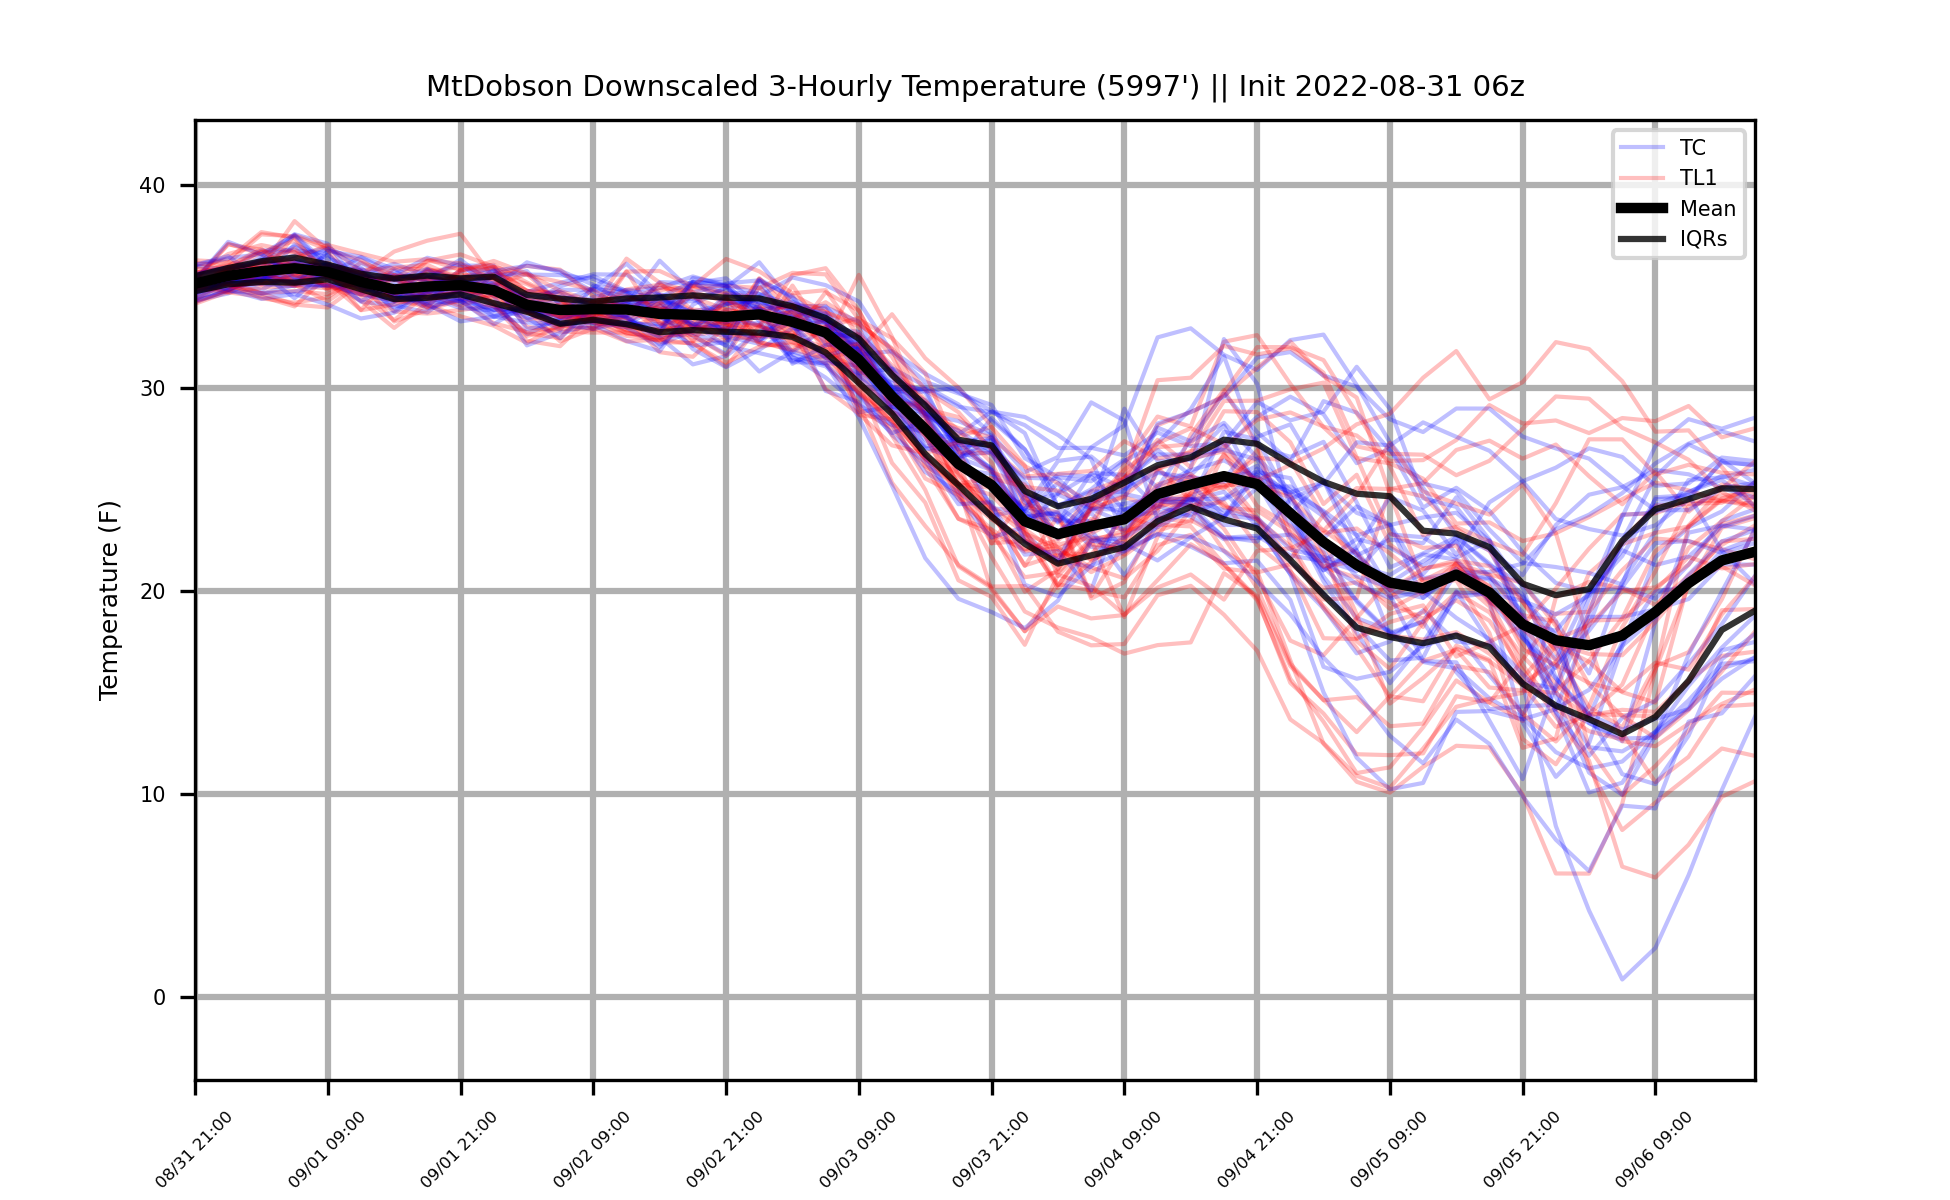 MtDobson Downscaled 3-Hourly Temperature (5997') || Init 2022-08-31 06z
TC
TL1
Mean
IQRs
Temperature (F)
40
30
20
10
0
08/31 21:00
09/01 09:00
09/01 21:00
09/02 09:00
09/02 21:00
09/03 09:00
09/03 21:00
09/04 09:00
09/04 21:00
09/05 09:00
09/05 21:00
09/06 09:00